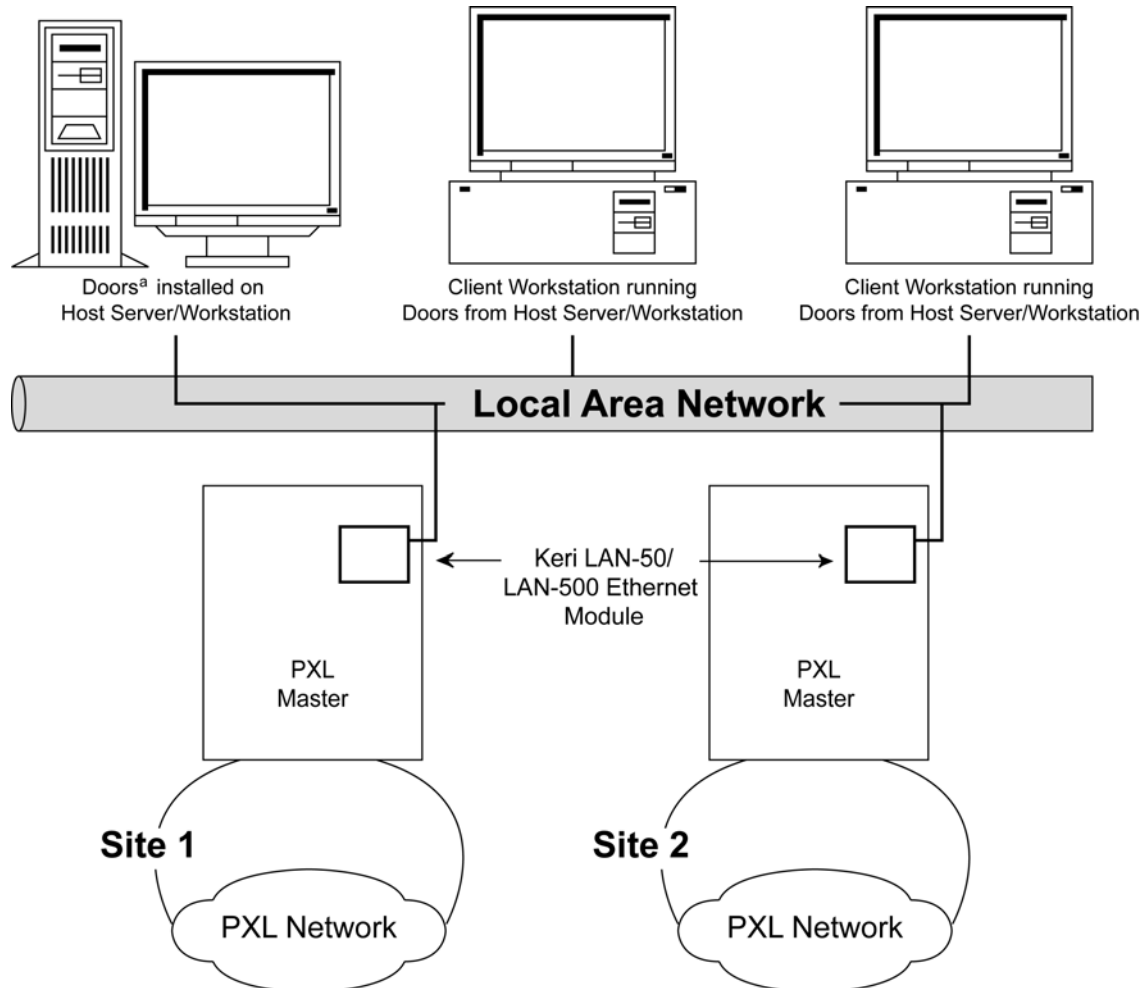 Doorsᵃ installed on
Host Server/Workstation
Client Workstation running
Doors from Host Server/Workstation
Client Workstation running
Doors from Host Server/Workstation
Local Area Network
Keri LAN-50/
LAN-500 Ethernet
Module
PXL
Master
PXL
Master
Site 1
Site 2
PXL Network
PXL Network